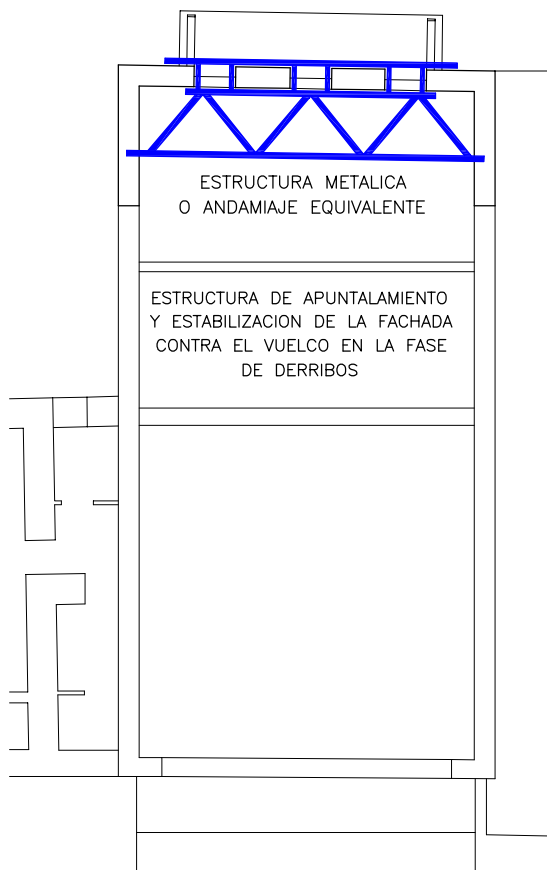 ESTRUCTURA METALICA
O ANDAMIAJE EQUIVALENTE
ESTRUCTURA DE APUNTALAMIENTO
Y ESTABILIZACION DE LA FACHADA
CONTRA EL VUELCO EN LA FASE
DE DERRIBOS